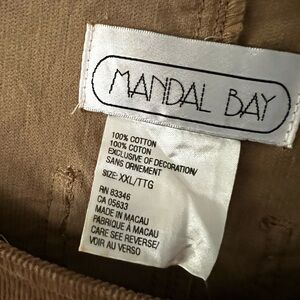 MANDAL BAY
100% COTTON
100% COTON
EXCLUSIVE OF DECORATION/
SANS ORNEMENT
SIZE: XXL/TTG
RN 83346
CA 05633
MADE IN MACAU
FABRIQUÉ À MACAU
CARE SEE REVERSE/
VOIR AU VERSO